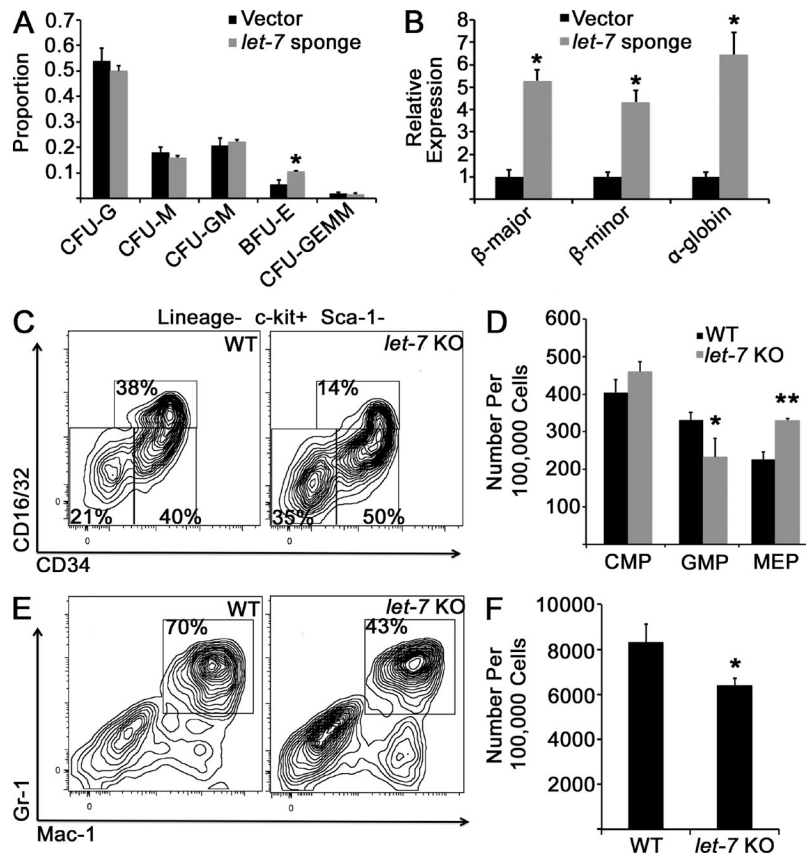 A
Vector
let-7 sponge
Proportion
0.7
0.6
0.5
0.4
0.3
0.2
0.1
*
CFU-G
CFU-M
CFU-GM
BFU-E
CFU-GEMM
B
Vector
let-7 sponge
Relative
Expression
8
7
6
5
4
3
2
1
*
*
*
β-major
β-minor
α-globin
C
Lineage- c-kit+ Sca-1-
WT
let-7 KO
38%
21%
40%
14%
35%
50%
0
0
0
0
CD16/32
CD34
D
WT
let-7 KO
Number Per
100,000 Cells
600
500
400
300
200
100
*
**
CMP
GMP
MEP
E
WT
let-7 KO
70%
43%
0
0
0
0
Gr-1
Mac-1
F
Number Per
100,000 Cells
10000
8000
6000
4000
2000
0
*
WT
let-7 KO